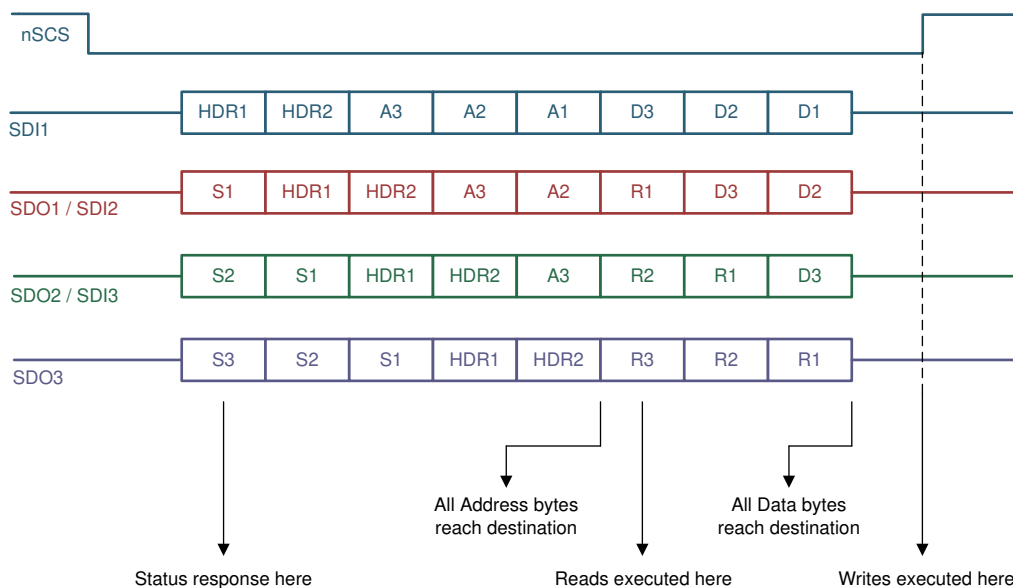 nSCS
HDR1 HDR2 A3 A2 A1 D3 D2 D1
SDI1
S1 HDR1 HDR2 A3 A2 R1 D3 D2
SDO1 / SDI2
S2 S1 HDR1 HDR2 A3 R2 R1 D3
SDO2 / SDI3
S3 S2 S1 HDR1 HDR2 R3 R2 R1
SDO3
All Address bytes
reach destination
All Data bytes
reach destination
Status response here
Reads executed here
Writes executed here